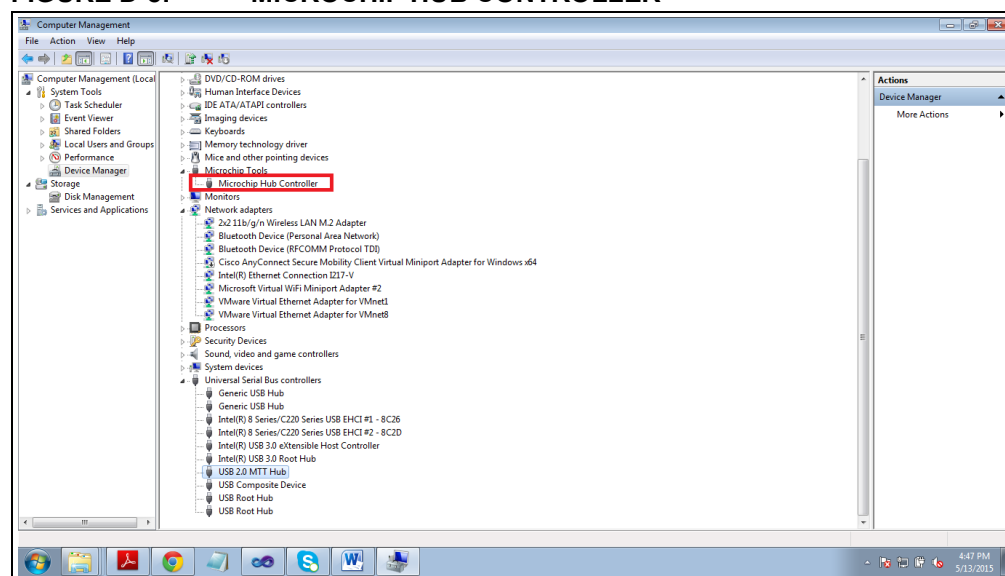 MICROCHIP HUB CONTROLLER
Computer Management
File Action View Help
Computer Management (Local
System Tools
Task Scheduler
Event Viewer
Shared Folders
Local Users and Groups
Performance
Device Manager
Storage
Disk Management
Services and Applications
DVD/CD-ROM drives
Human Interface Devices
IDE ATA/ATAPI controllers
Imaging devices
Keyboards
Memory technology driver
Mice and other pointing devices
Microchip Tools
Microchip Hub Controller
Monitors
Network adapters
2x2 11b/g/n Wireless LAN M.2 Adapter
Bluetooth Device (Personal Area Network)
Bluetooth Device (RFCOMM Protocol TDI)
Cisco AnyConnect Secure Mobility Client Virtual Miniport Adapter for Windows x64
Intel(R) Ethernet Connection I217-V
Microsoft Virtual WiFi Miniport Adapter #2
VMware Virtual Ethernet Adapter for VMnet1
VMware Virtual Ethernet Adapter for VMnet8
Processors
Security Devices
Sound, video and game controllers
System devices
Universal Serial Bus controllers
Generic USB Hub
Generic USB Hub
Intel(R) 8 Series/C220 Series USB EHCI #1 - 8C26
Intel(R) 8 Series/C220 Series USB EHCI #2 - 8C2D
Intel(R) USB 3.0 eXtensible Host Controller
Intel(R) USB 3.0 Root Hub
USB 2.0 MTT Hub
USB Composite Device
USB Root Hub
USB Root Hub
Actions
Device Manager
More Actions
4:47 PM
5/13/2015